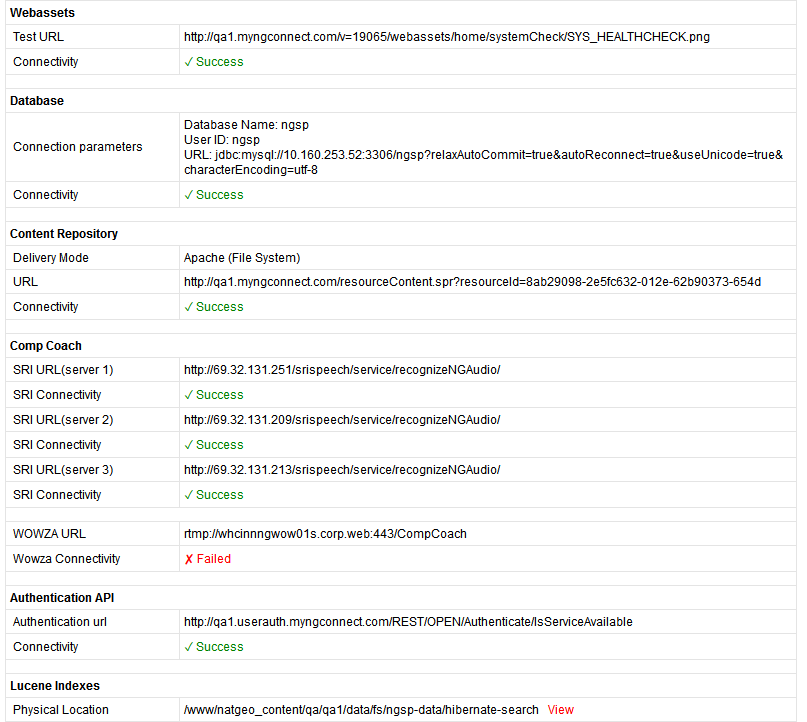 Webassets
Test URL http://qa1.myngconnect.com/v=19065/webassets/home/systemCheck/SYS_HEALTHCHECK.png
Connectivity ✓ Success
Database
Connection parameters
Database Name: ngsp
User ID: ngsp
URL: jdbc:mysql://10.160.253.52:3306/ngsp?relaxAutoCommit=true&autoReconnect=true&useUnicode=true&
characterEncoding=utf-8
Connectivity ✓ Success
Content Repository
Delivery Mode Apache (File System)
URL http://qa1.myngconnect.com/resourceContent.spr?resourceId=8ab29098-2e5fc632-012e-62b90373-654d
Connectivity ✓ Success
Comp Coach
SRI URL(server 1) http://69.32.131.251/srispeech/service/recognizeNGAudio/
SRI Connectivity ✓ Success
SRI URL(server 2) http://69.32.131.209/srispeech/service/recognizeNGAudio/
SRI Connectivity ✓ Success
SRI URL(server 3) http://69.32.131.213/srispeech/service/recognizeNGAudio/
SRI Connectivity ✓ Success
WOWZA URL rtmp://whcinnngwow01s.corp.web:443/CompCoach
Wowza Connectivity ✗ Failed
Authentication API
Authentication url http://qa1.userauth.myngconnect.com/REST/OPEN/Authenticate/IsServiceAvailable
Connectivity ✓ Success
Lucene Indexes
Physical Location /www/natgeo_content/qa/qa1/data/fs/ngsp-data/hibernate-search View